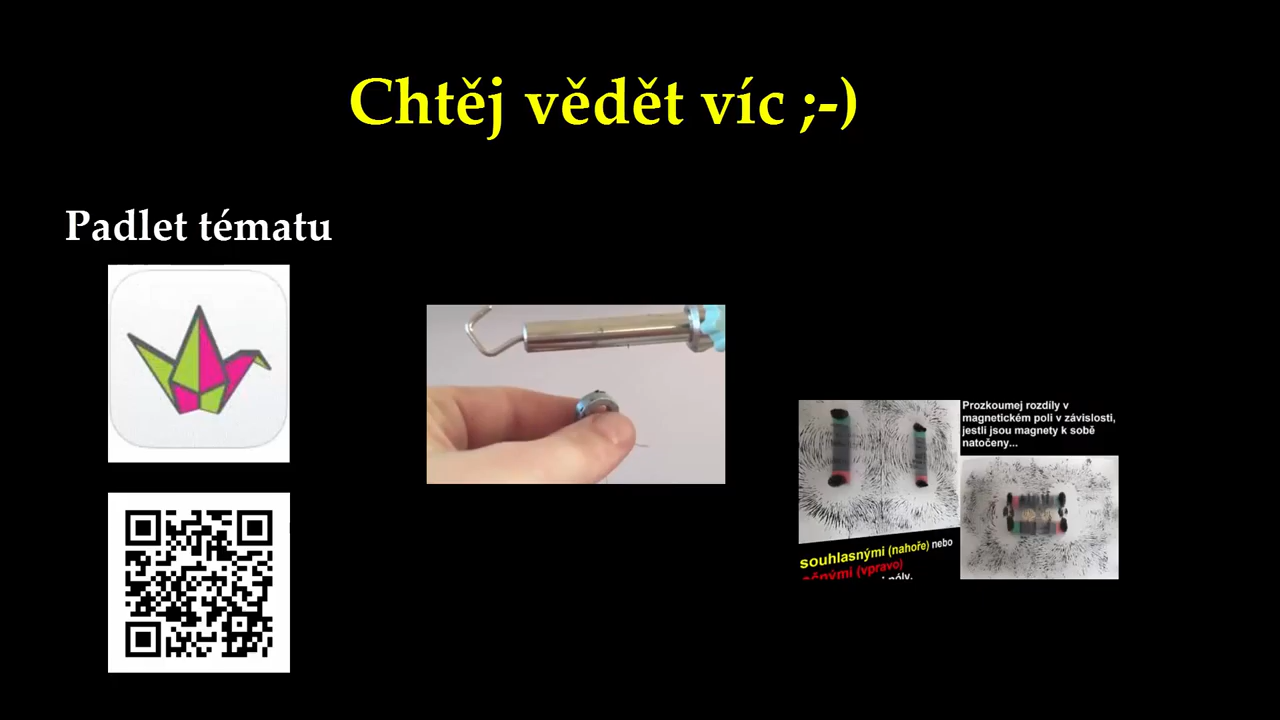 Chtěj vědět víc ;-)
Padlet tématu
Prozkoumej rozdíly v
magnetickém poli v závislosti,
jestli jsou magnety k sobě
natočeny...
souhlasnými (nahoře) nebo
(vpravo)
póly.